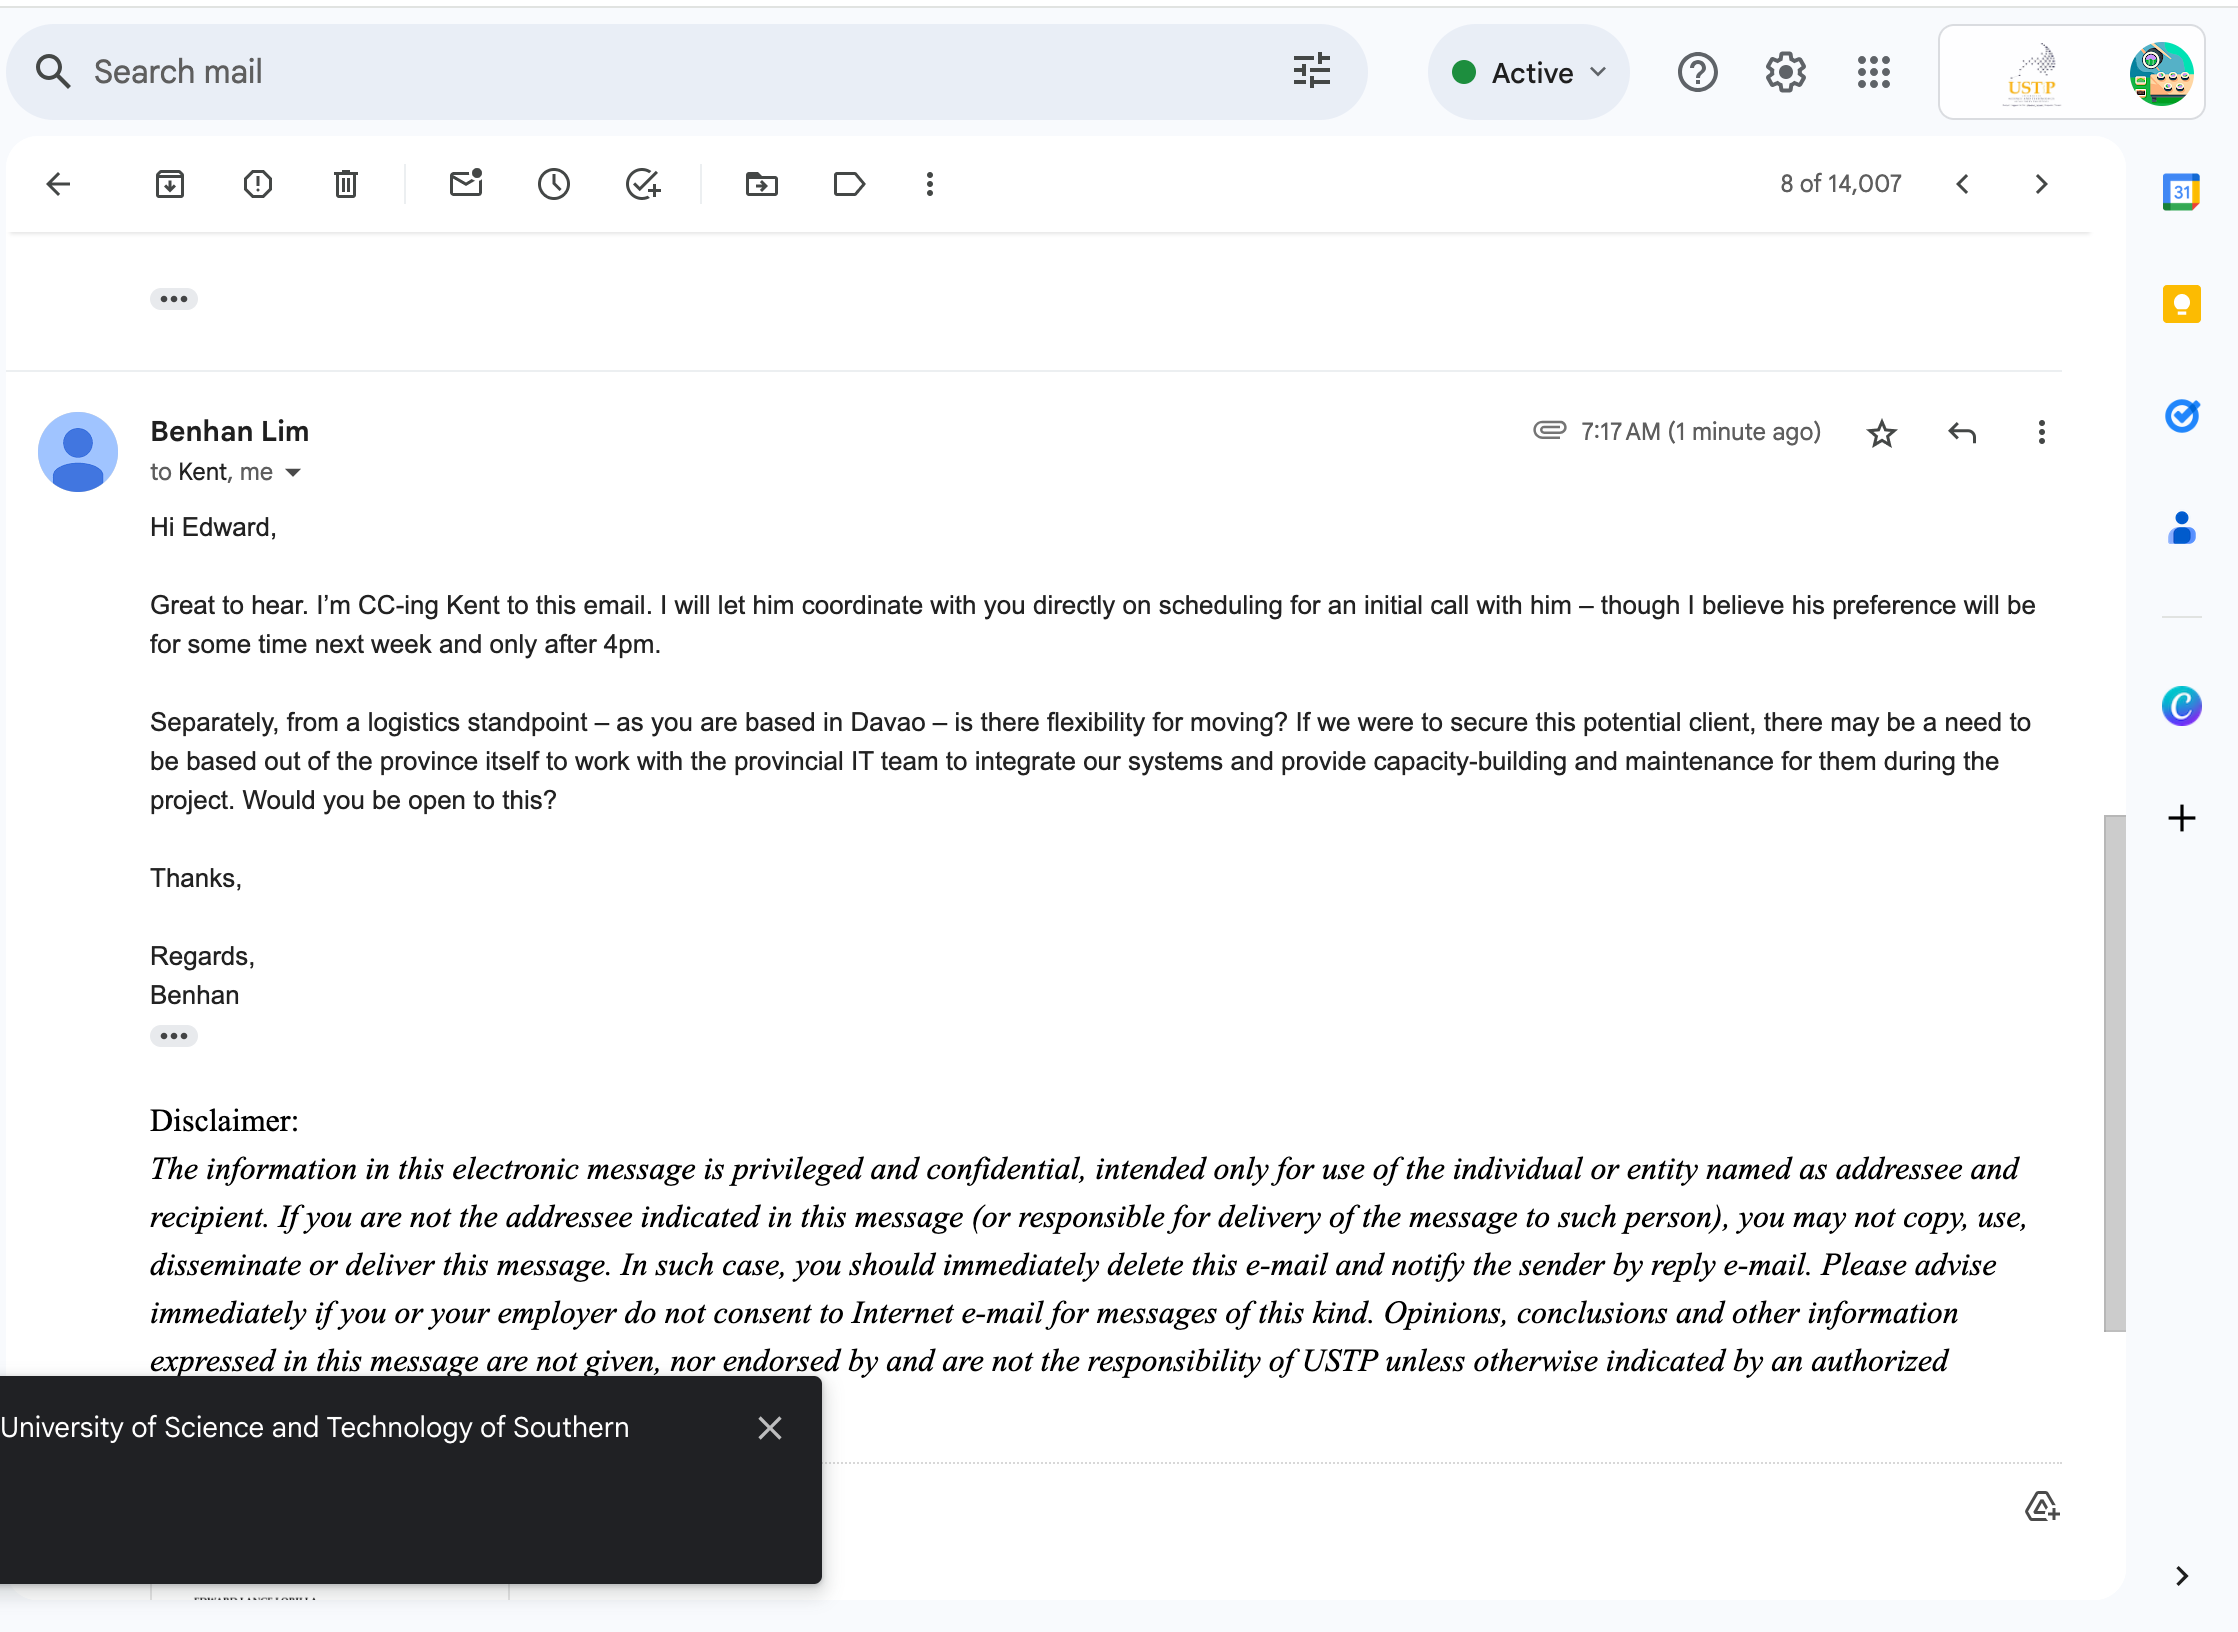 Search mail
Active
USTP
8 of 14,007
31
Benhan Lim
7:17 AM (1 minute ago)
to Kent, me
Hi Edward,
Great to hear. I’m CC-ing Kent to this email. I will let him coordinate with you directly on scheduling for an initial call with him – though I believe his preference will be
for some time next week and only after 4pm.
Separately, from a logistics standpoint – as you are based in Davao – is there flexibility for moving? If we were to secure this potential client, there may be a need to
be based out of the province itself to work with the provincial IT team to integrate our systems and provide capacity-building and maintenance for them during the
project. Would you be open to this?
Thanks,
Regards,
Benhan
Disclaimer:
The information in this electronic message is privileged and confidential, intended only for use of the individual or entity named as addressee and
recipient. If you are not the addressee indicated in this message (or responsible for delivery of the message to such person), you may not copy, use,
disseminate or deliver this message. In such case, you should immediately delete this e-mail and notify the sender by reply e-mail. Please advise
immediately if you or your employer do not consent to Internet e-mail for messages of this kind. Opinions, conclusions and other information
expressed in this message are not given, nor endorsed by and are not the responsibility of USTP unless otherwise indicated by an authorized
University of Science and Technology of Southern